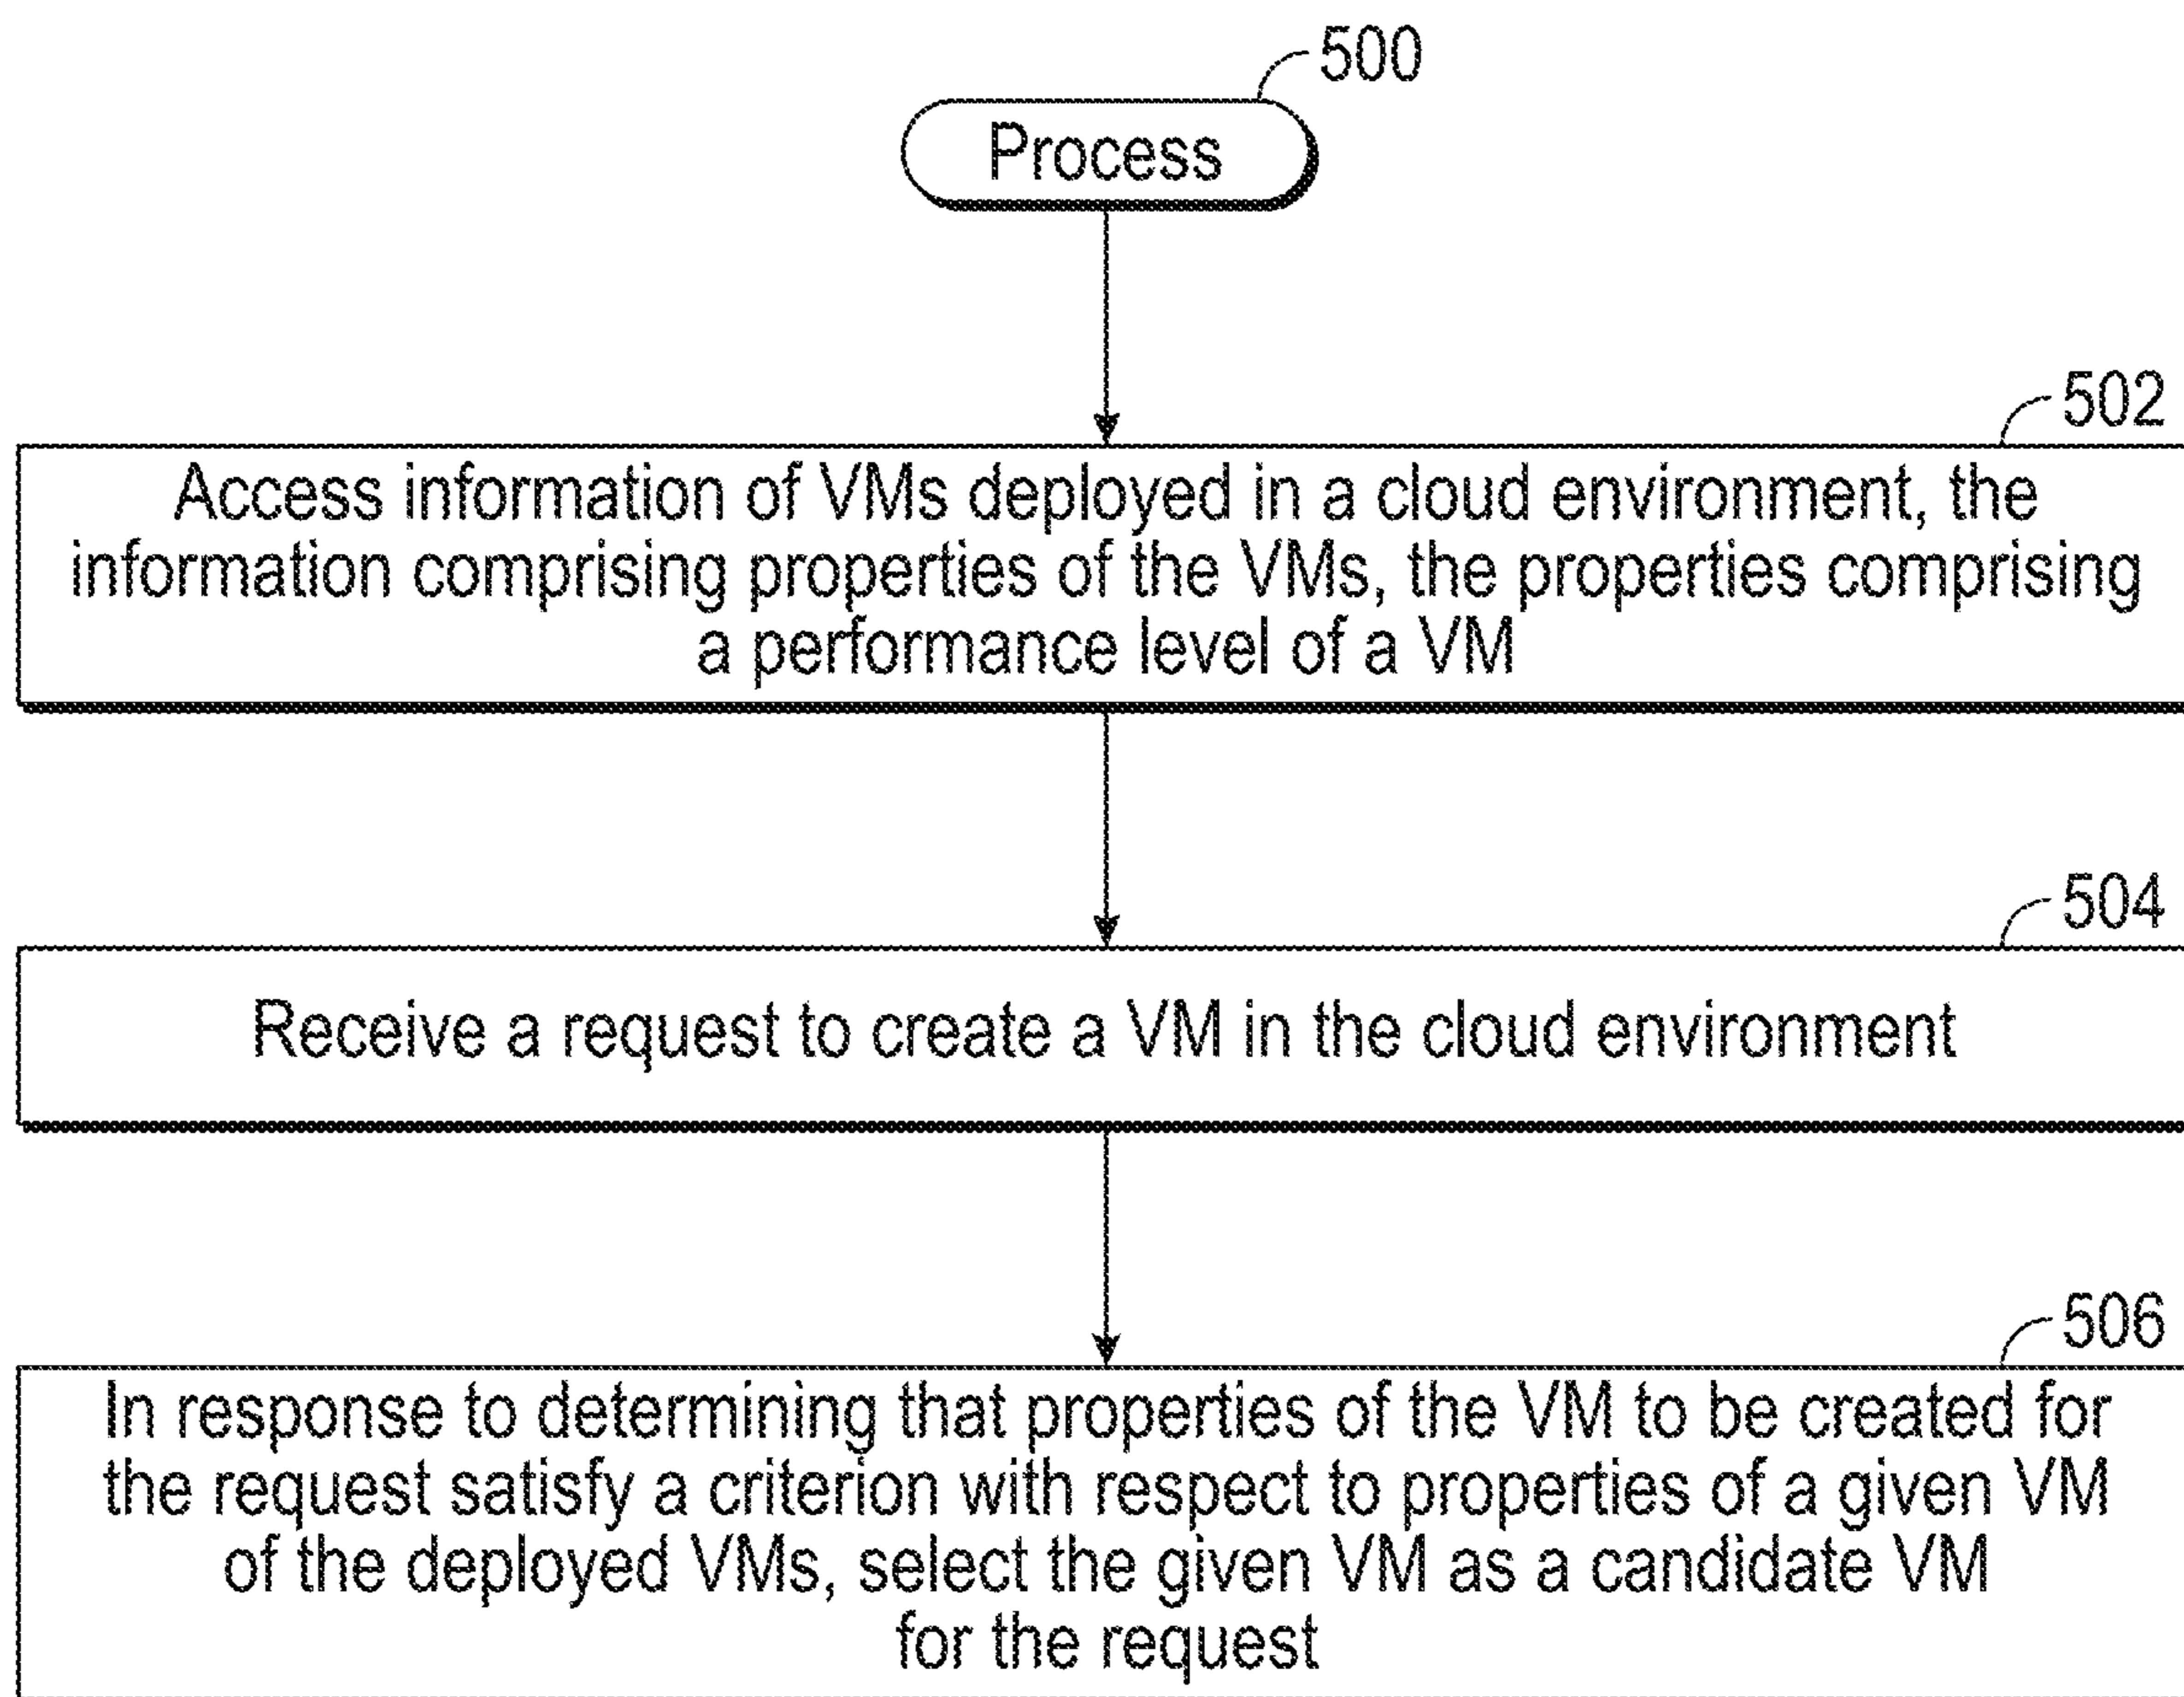 500
Process
502
Access information of VMs deployed in a cloud environment, the
information comprising properties of the VMs, the properties comprising
a performance level of a VM
504
Receive a request to create a VM in the cloud environment
506
In response to determining that properties of the VM to be created for
the request satisfy a criterion with respect to properties of a given VM
of the deployed VMs, select the given VM as a candidate VM
for the request